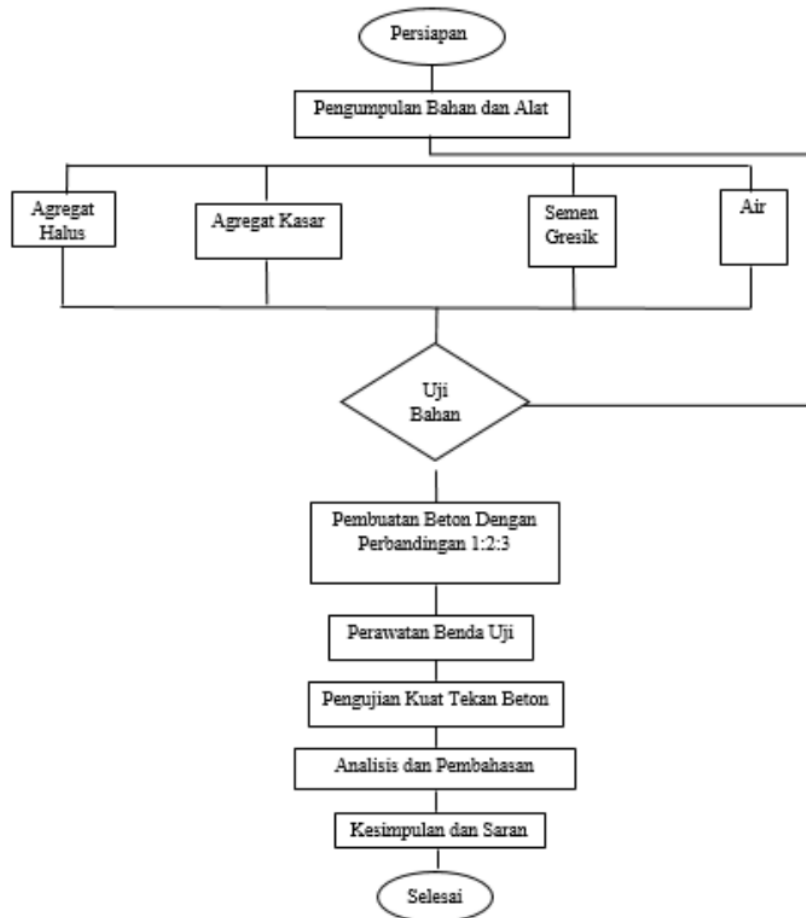 Persiapan
Pengumpulan Bahan dan Alat
Agregat
Halus
Agregat Kasar
Semen
Gresik
Air
Uji
Bahan
Pembuatan Beton Dengan
Perbandingan 1:2:3
Perawatan Benda Uji
Pengujian Kuat Tekan Beton
Analisis dan Pembahasan
Kesimpulan dan Saran
Selesai